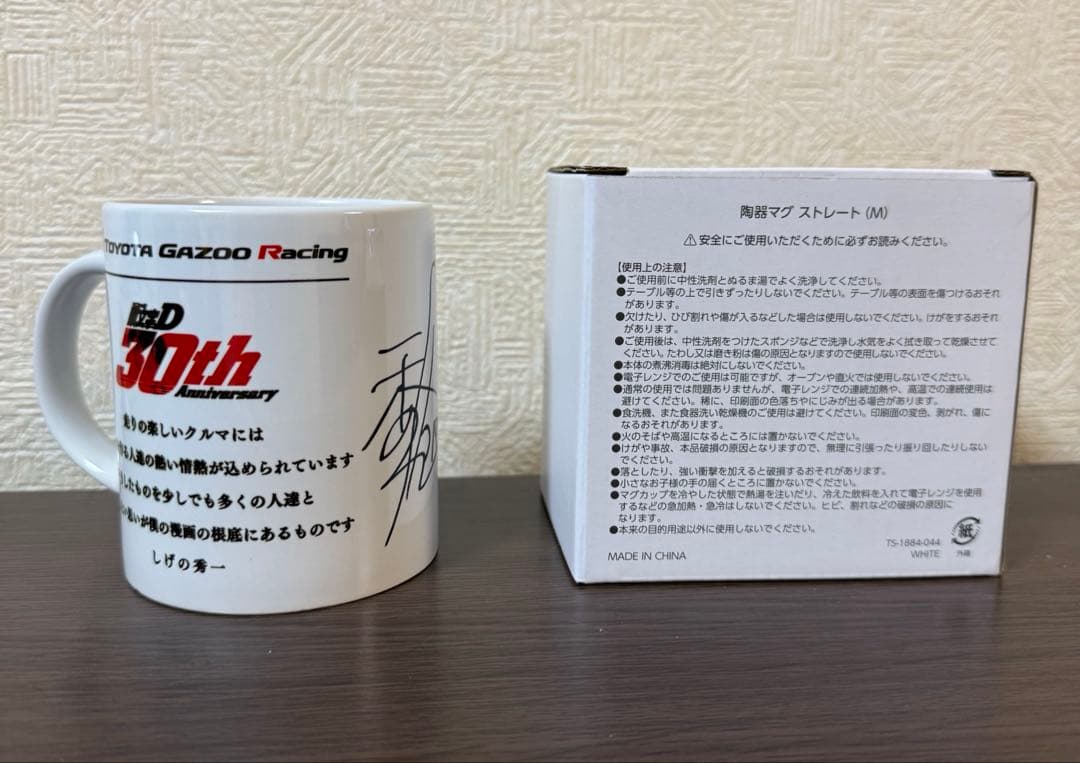 TOYOTA GAZOO Racing
頭文字D
30th
Anniversary
走りの楽しいクルマには
る人達の熱い情熱が込められています
したものを少しでも多くの人達と
い思いが僕の漫画の根底にあるものです
しげの秀一
陶器マグ ストレート (M)
⚠安全にご使用いただくために必ずお読みください。
【使用上の注意】
●ご使用前に中性洗剤とぬるま湯でよく洗浄してください。
●テーブル等の上で引きずったりしないでください。テーブル等の表面を傷つけるおそれ
があります。
●欠けたり、ひび割れや傷が入るなどした場合は使用しないでください。けがをするおそれ
があります。
●ご使用後は、中性洗剤をつけたスポンジなどで洗浄し水気をよく拭き取って乾燥させて
ください。たわし又は磨き粉は傷の原因となりますので使用しないでください。
●本体の煮沸消毒は絶対にしないでください。
●電子レンジでのご使用は可能ですが、オーブンや直火では使用しないでください。
●通常の使用では問題ありませんが、電子レンジでの連続加熱や、高温での連続使用は
避けてください。稀に、印刷面の色落ちやにじみが出る場合があります。
●食洗機、また食器洗い乾燥機のご使用は避けてください。印刷面の変色、剥がれ、傷に
なるおそれがあります。
●火のそばや高温になるところには置かないでください。
●けがや事故、本品破損の原因となりますので、無理に引張ったり振り回したりしない
でください。
●落としたり、強い衝撃を加えると破損するおそれがあります。
●小さなお子様の手の届くところに置かないでください。
●マグカップを冷やした状態で熱湯を注いだり、冷えた飲料を入れて電子レンジを使用
するなどの急加熱・急冷はしないでください。ヒビ、割れなどの破損の原因に
なります。
●本来の目的用途以外に使用しないでください。
MADE IN CHINA
TS-1884-044
WHITE
紙
外箱